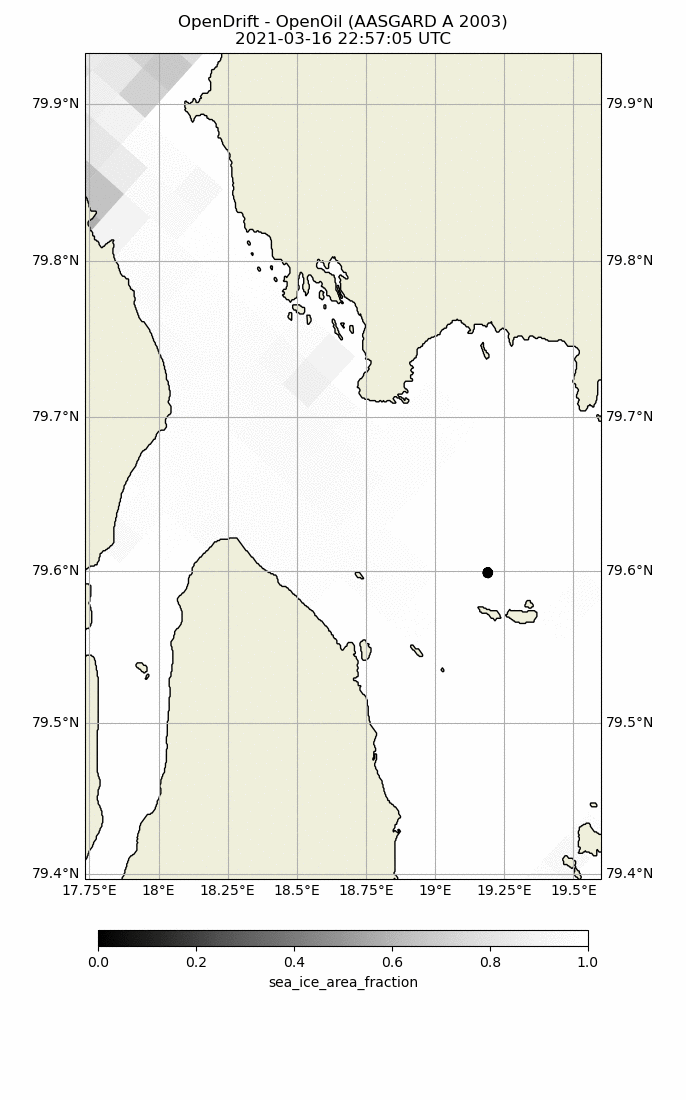 OpenDrift - OpenOil (AASGARD A 2003)
2021-03-16 22:57:05 UTC
79.9°N 79.9°N
79.8°N 79.8°N
79.7°N 79.7°N
79.6°N 79.6°N
79.5°N 79.5°N
79.4°N 79.4°N
17.75°E 18°E 18.25°E 18.5°E 18.75°E 19°E 19.25°E 19.5°E
0.0 0.2 0.4 0.6 0.8 1.0
sea_ice_area_fraction